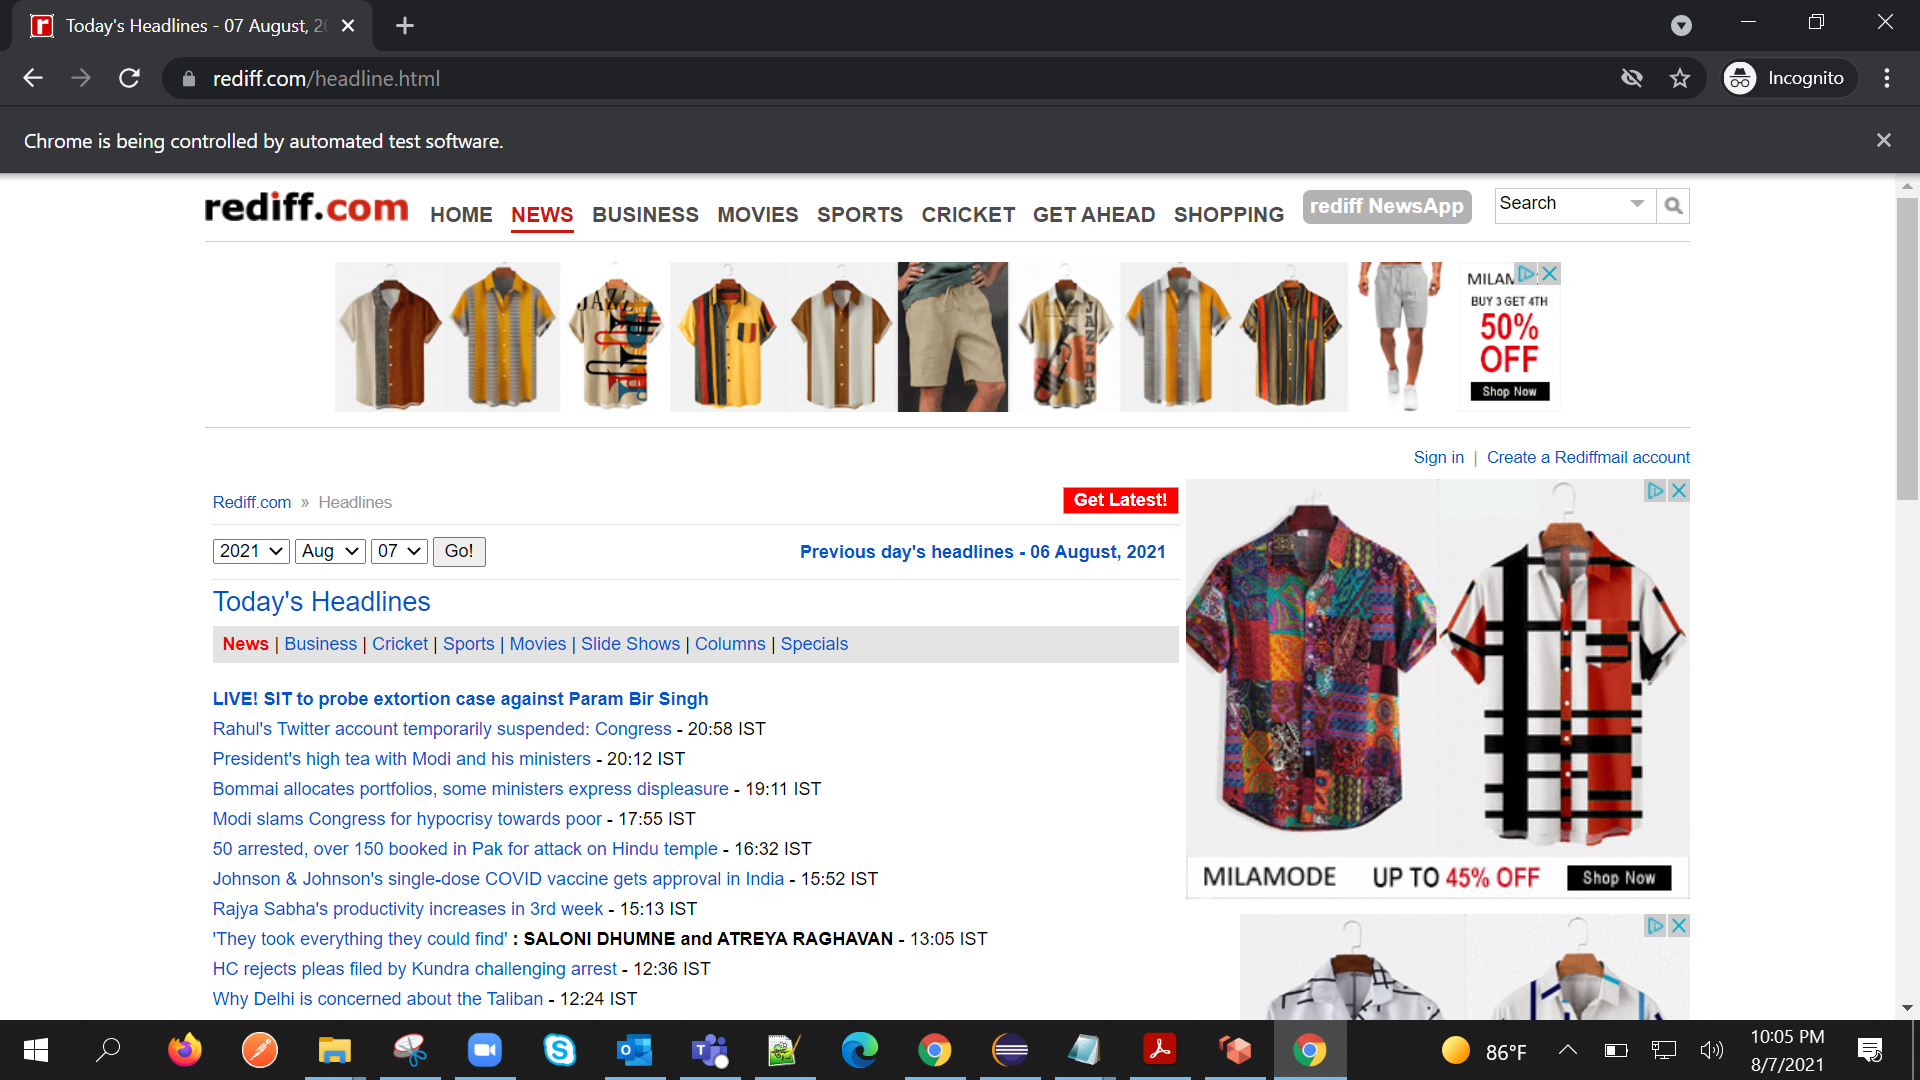 Today's Headlines - 07 August, 20
rediff.com/headline.html
Incognito
Chrome is being controlled by automated test software.
rediff.com HOME NEWS BUSINESS MOVIES SPORTS CRICKET GET AHEAD SHOPPING rediff NewsApp Search
JAZZ
JAZZ DAY
MILAM
BUY 3 GET 4TH
50%
OFF
Shop Now
Sign in | Create a Rediffmail account
Rediff.com » Headlines Get Latest!
2021 Aug 07 Go! Previous day's headlines - 06 August, 2021
Today's Headlines
News | Business | Cricket | Sports | Movies | Slide Shows | Columns | Specials
LIVE! SIT to probe extortion case against Param Bir Singh
Rahul's Twitter account temporarily suspended: Congress - 20:58 IST
President's high tea with Modi and his ministers - 20:12 IST
Bommai allocates portfolios, some ministers express displeasure - 19:11 IST
Modi slams Congress for hypocrisy towards poor - 17:55 IST
50 arrested, over 150 booked in Pak for attack on Hindu temple - 16:32 IST
Johnson & Johnson's single-dose COVID vaccine gets approval in India - 15:52 IST
Rajya Sabha's productivity increases in 3rd week - 15:13 IST
'They took everything they could find' : SALONI DHUMNE and ATREYA RAGHAVAN - 13:05 IST
HC rejects pleas filed by Kundra challenging arrest - 12:36 IST
Why Delhi is concerned about the Taliban - 12:24 IST
MILAMODE UP TO 45% OFF Shop Now
86°F
10:05 PM
8/7/2021